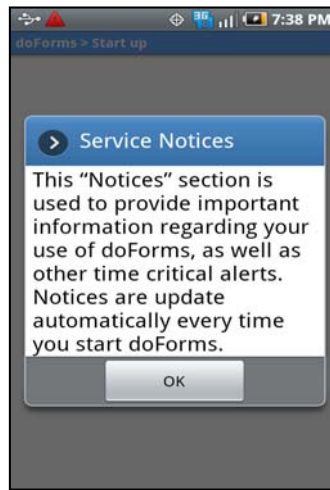 3G 7:38 PM
doForms > Start up
Service Notices
This “Notices” section is
used to provide important
information regarding your
use of doForms, as well as
other time critical alerts.
Notices are update
automatically every time
you start doForms.
OK